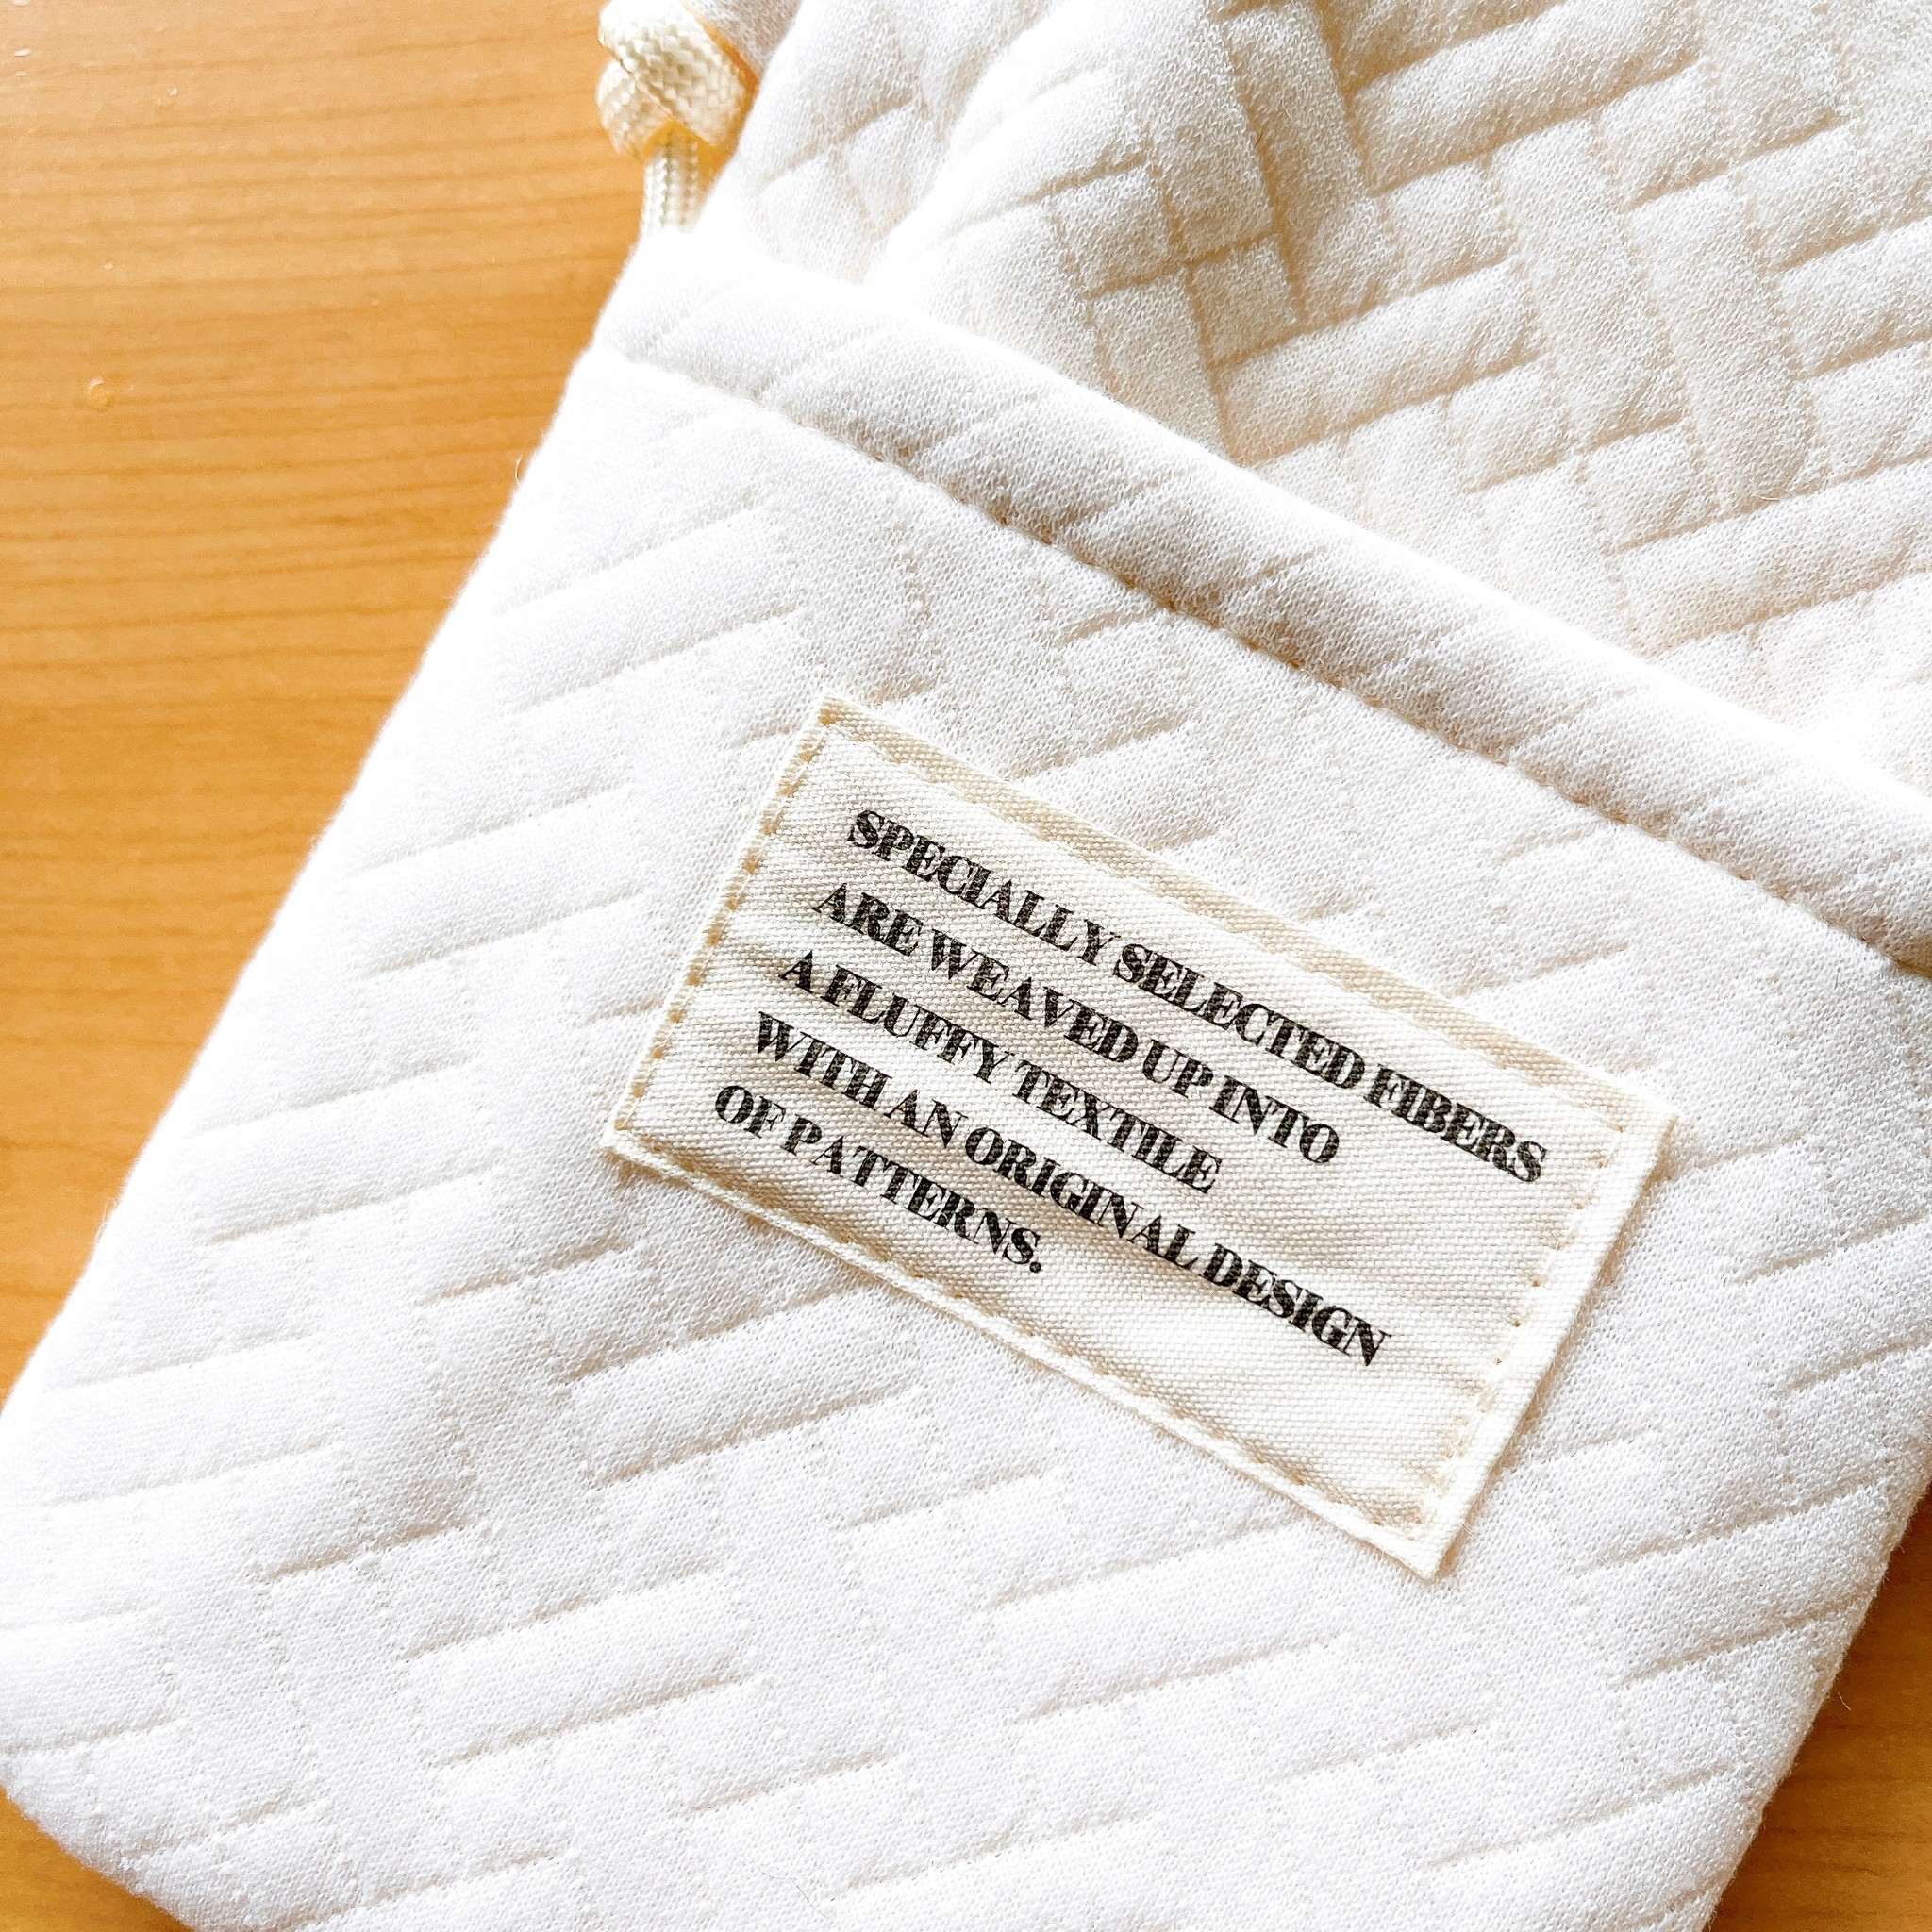 SPECIALLY SELECTED FIBERS
ARE WEAVED UP INTO
A FLUFFY TEXTILE
WITH AN ORIGINAL DESIGN
OF PATTERNS.